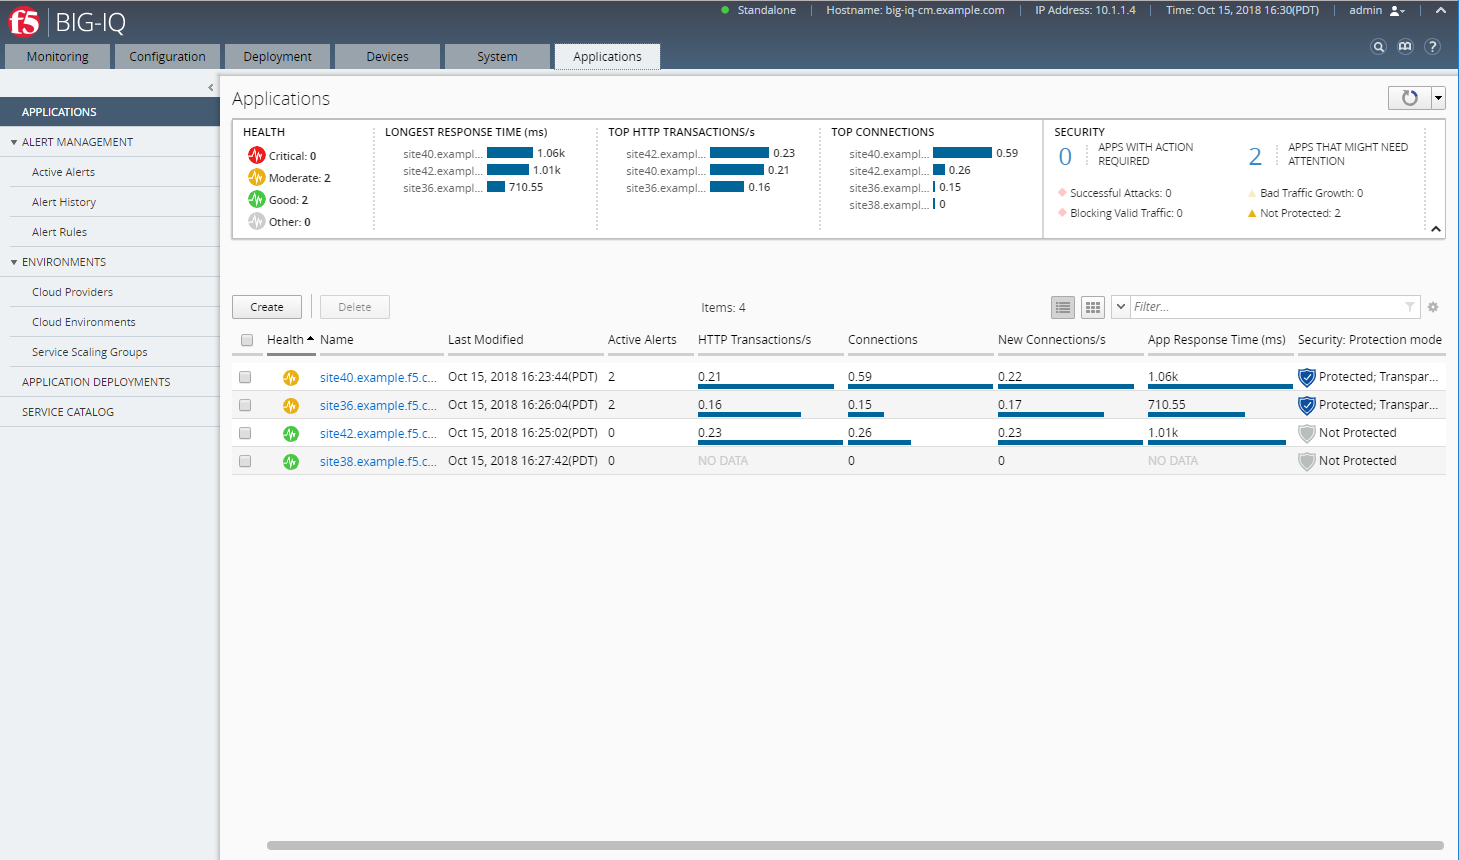 Standalone | Hostname: big-iq-cm.example.com | IP Address: 10.1.1.4 | Time: Oct 15, 2018 16:30(PDT) | admin
f5 BIG-IQ
?
Monitoring Configuration Deployment Devices System Applications
APPLICATIONS
ALERT MANAGEMENT
Active Alerts
Alert History
Alert Rules
ENVIRONMENTS
Cloud Providers
Cloud Environments
Service Scaling Groups
APPLICATION DEPLOYMENTS
SERVICE CATALOG
Applications
HEALTH
Critical: 0
Moderate: 2
Good: 2
Other: 0
LONGEST RESPONSE TIME (ms)
site40.exampl... 1.06k
site42.exampl... 1.01k
site36.exampl... 710.55
TOP HTTP TRANSACTIONS/s
site42.exampl... 0.23
site40.exampl... 0.21
site36.exampl... 0.16
TOP CONNECTIONS
site40.exampl... 0.59
site42.exampl... 0.26
site36.exampl... 0.15
site38.exampl... 0
SECURITY
0 APPS WITH ACTION
REQUIRED
Successful Attacks: 0
Blocking Valid Traffic: 0
2 APPS THAT MIGHT NEED
ATTENTION
Bad Traffic Growth: 0
Not Protected: 2
Create Delete Items: 4 Filter...
Health Name Last Modified Active Alerts HTTP Transactions/s Connections New Connections/s App Response Time (ms) Security: Protection mode
site40.example.f5.c... Oct 15, 2018 16:23:44(PDT) 2 0.21 0.59 0.22 1.06k Protected; Transpar...
site36.example.f5.c... Oct 15, 2018 16:26:04(PDT) 2 0.16 0.15 0.17 710.55 Protected; Transpar...
site42.example.f5.c... Oct 15, 2018 16:25:02(PDT) 0 0.23 0.26 0.23 1.01k Not Protected
site38.example.f5.c... Oct 15, 2018 16:27:42(PDT) 0 NO DATA 0 0 NO DATA Not Protected